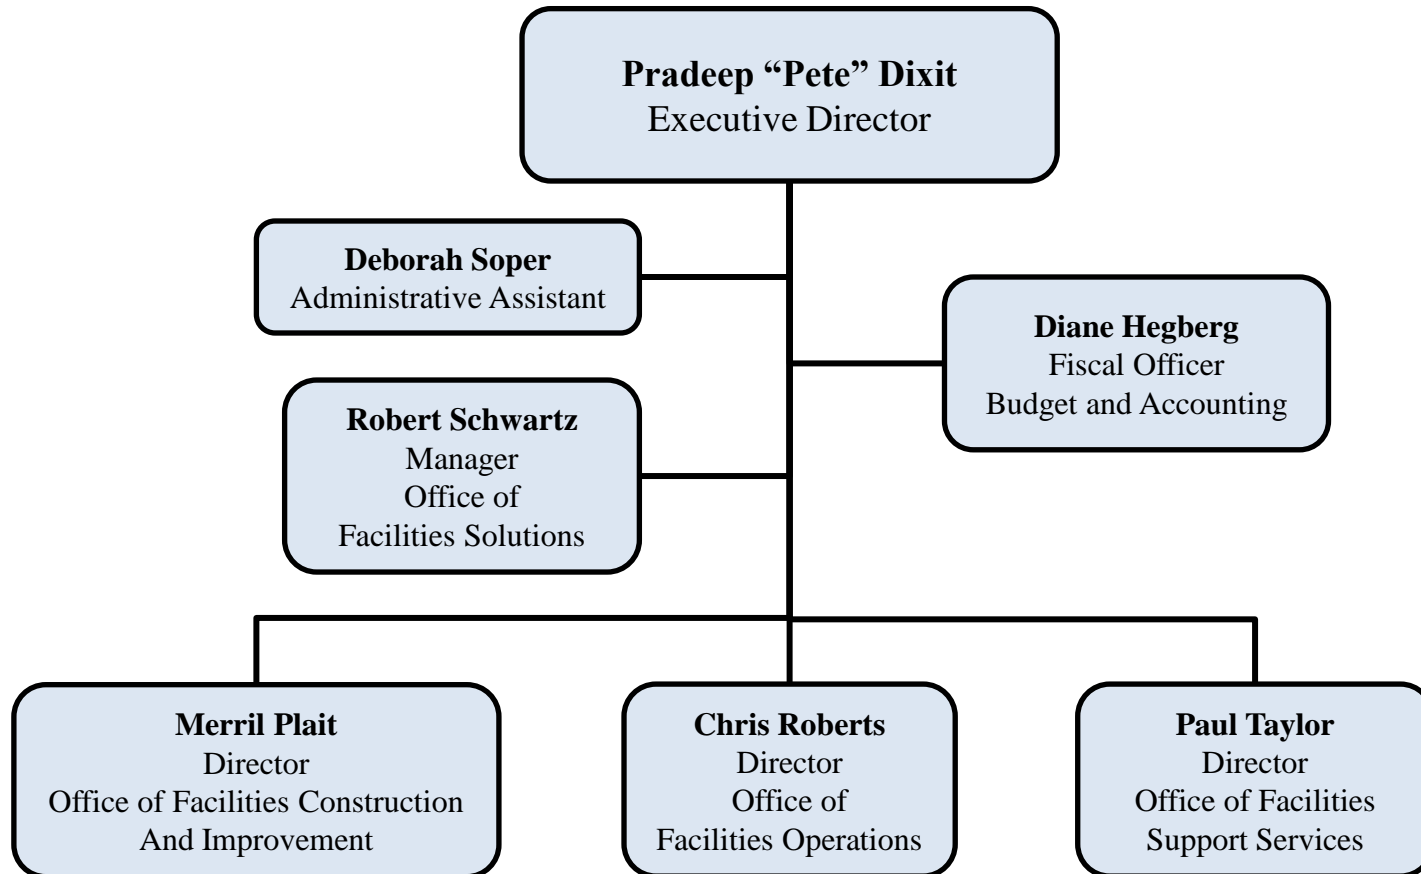 Pradeep “Pete” Dixit
Executive Director
Deborah Soper
Administrative Assistant
Diane Hegberg
Fiscal Officer
Budget and Accounting
Robert Schwartz
Manager
Office of
Facilities Solutions
Merril Plait
Director
Office of Facilities Construction
And Improvement
Chris Roberts
Director
Office of
Facilities Operations
Paul Taylor
Director
Office of Facilities
Support Services